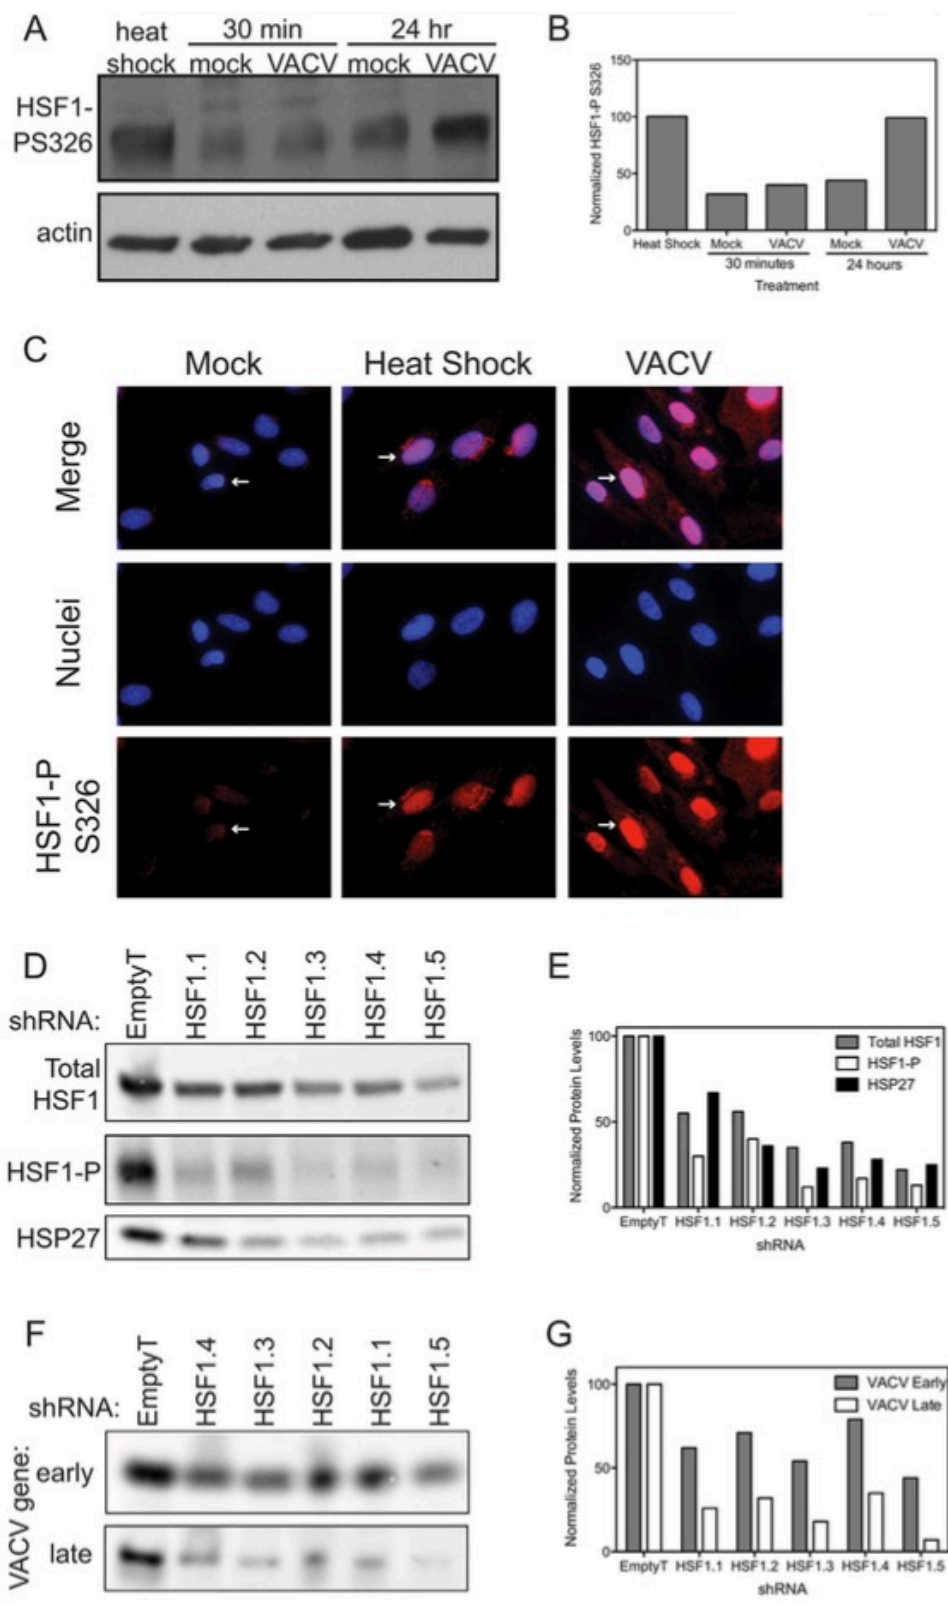 A
heat
shock
30 min
24 hr
mock
VACV
mock
VACV
HSF1-
PS326
actin
B
Normalized HSF1-P S326
150
100
50
0
Heat Shock
Mock
VACV
Mock
VACV
30 minutes
24 hours
Treatment
C
Mock
Heat Shock
VACV
Merge
Nuclei
HSF1-P
S326
D
shRNA:
EmptyT
HSF1.1
HSF1.2
HSF1.3
HSF1.4
HSF1.5
Total
HSF1
HSF1-P
HSP27
E
Normalized Protein Levels
100
50
0
Total HSF1
HSF1-P
HSP27
EmptyT
HSF1.1
HSF1.2
HSF1.3
HSF1.4
HSF1.5
shRNA
F
shRNA:
EmptyT
HSF1.4
HSF1.3
HSF1.2
HSF1.1
HSF1.5
VACV gene:
early
late
G
Normalized Protein Levels
100
50
0
VACV Early
VACV Late
EmptyT
HSF1.1
HSF1.2
HSF1.3
HSF1.4
HSF1.5
shRNA